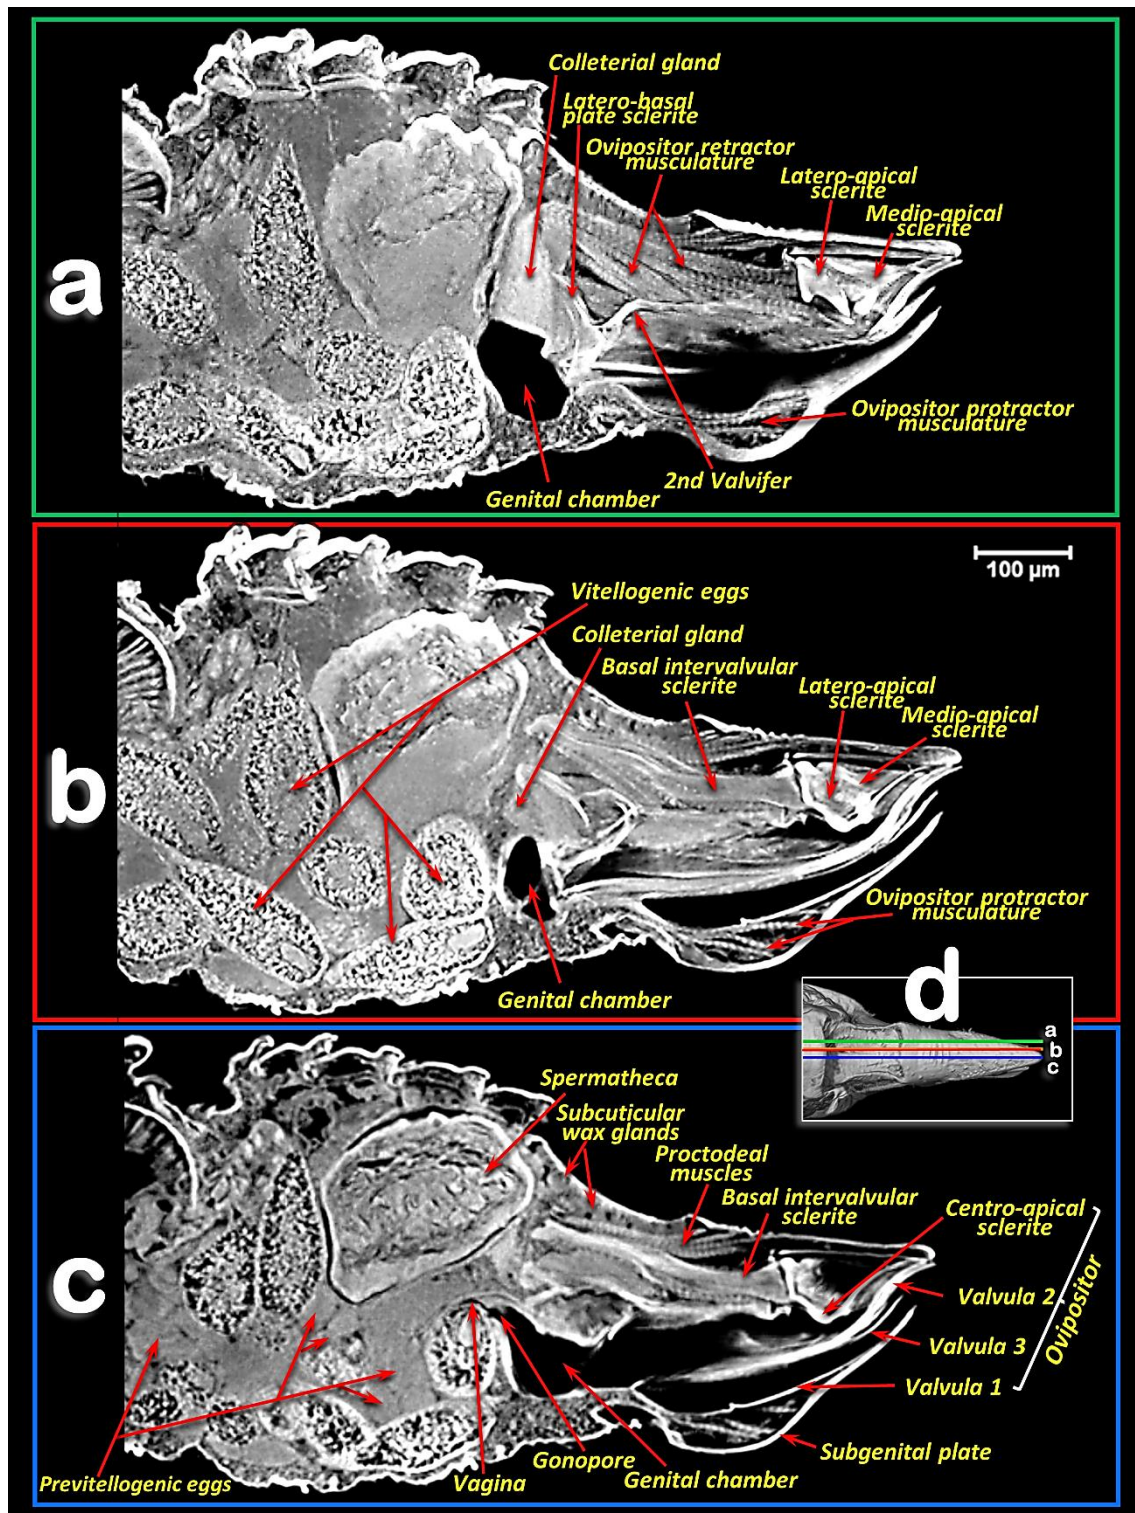 a
Colleterial gland
Latero-basal
plate sclerite
Ovipositor retractor
musculature
Latero-apical
sclerite
Medio-apical
sclerite
Ovipositor protractor
musculature
2nd Valvifer
Genital chamber
b
100 µm
Vitellogenic eggs
Colleterial gland
Basal intervalvular
sclerite
Latero-apical
sclerite
Medio-apical
sclerite
Ovipositor protractor
musculature
Genital chamber
d
a
b
c
c
Spermatheca
Subcuticular
wax glands
Proctodeal
muscles
Basal intervalvular
sclerite
Centro-apical
sclerite
Valvula 2
Valvula 3
Valvula 1
Ovipositor
Subgenital plate
Genital chamber
Gonopore
Vagina
Previtellogenic eggs